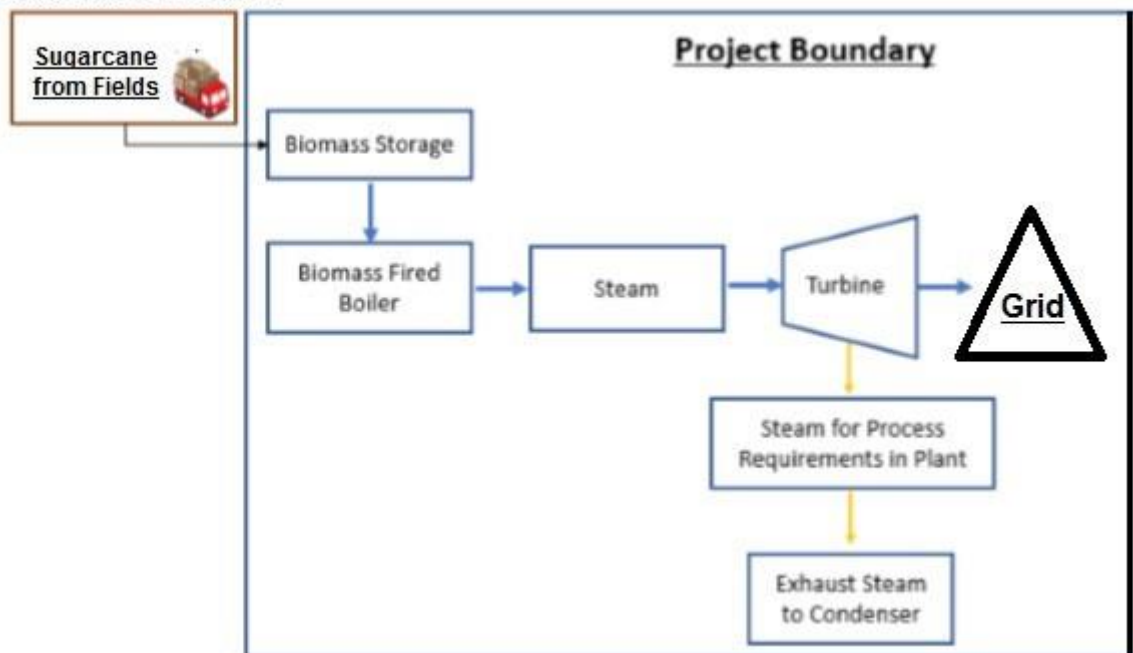 Project Boundary
Sugarcane
from Fields
Biomass Storage
Biomass Fired
Boiler
Steam
Turbine
Grid
Steam for Process
Requirements in Plant
Exhaust Steam
to Condenser